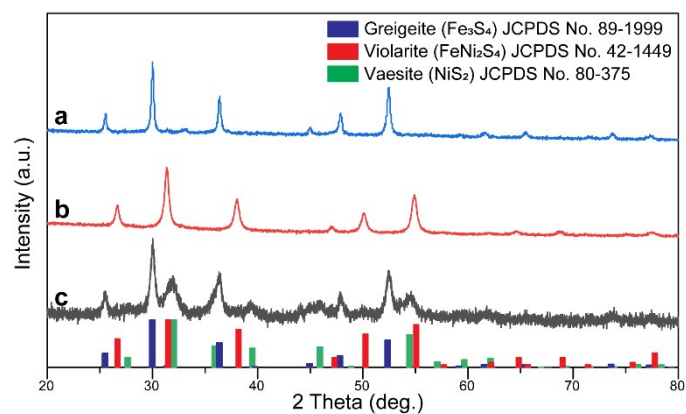 Greigeite (Fe₃S₄) JCPDS No. 89-1999
Violarite (FeNi₂S₄) JCPDS No. 42-1449
Vaesite (NiS₂) JCPDS No. 80-375
a
b
c
Intensity (a.u.)
20 30 40 50 60 70 80
2 Theta (deg.)